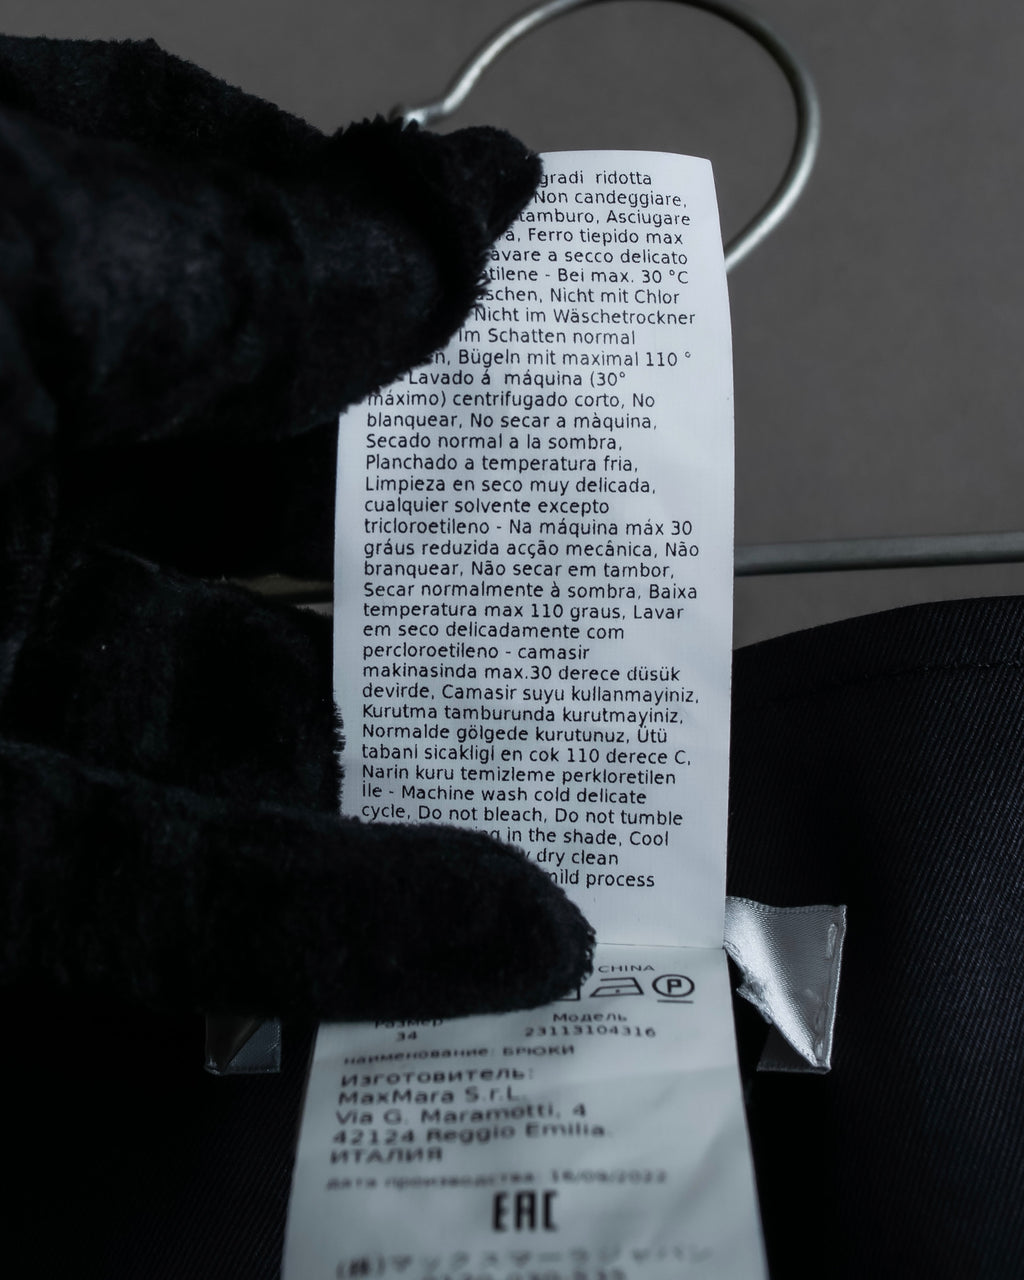 gradi ridotta
Non candeggiare,
tamburo, Asciugare
Ferro tiepido max
a secco delicato
- Bei max. 30 °C
Nicht mit Chlor
Nicht im Wäschetrockner
Im Schatten normal
Bügeln mit maximal 110 °
Lavado á máquina (30°
máximo) centrifugado corto, No
blanquear, No secar a màquina,
Secado normal a la sombra,
Planchado a temperatura fria,
Limpieza en seco muy delicada,
cualquier solvente excepto
tricloroetileno - Na máquina máx 30
gráus reduzida acção mecânica, Não
branquear, Não secar em tambor,
Secar normalmente à sombra, Baixa
temperatura max 110 graus, Lavar
em seco delicadamente com
percloroetileno - camasir
makinasinda max.30 derece düsük
devirde, Camasir suyu kullanmayiniz,
Kurutma tamburunda kurutmayiniz,
Normalde gölgede kurutunuz, Ütü
tabani sicakligl en cok 110 derece C,
Narin kuru temizleme perkloretilen
İle - Machine wash cold delicate
cycle, Do not bleach, Do not tumble
in the shade, Cool
dry clean
mild process
CHINA
P
Размер Модель
34 23113104316
наименование: БРЮКИ
Изготовитель:
MaxMara S.r.L.
Via G. Maramotti, 4
42124 Reggio Emilia.
ИТАЛИЯ
дата производства: 16/09/2022
EAC